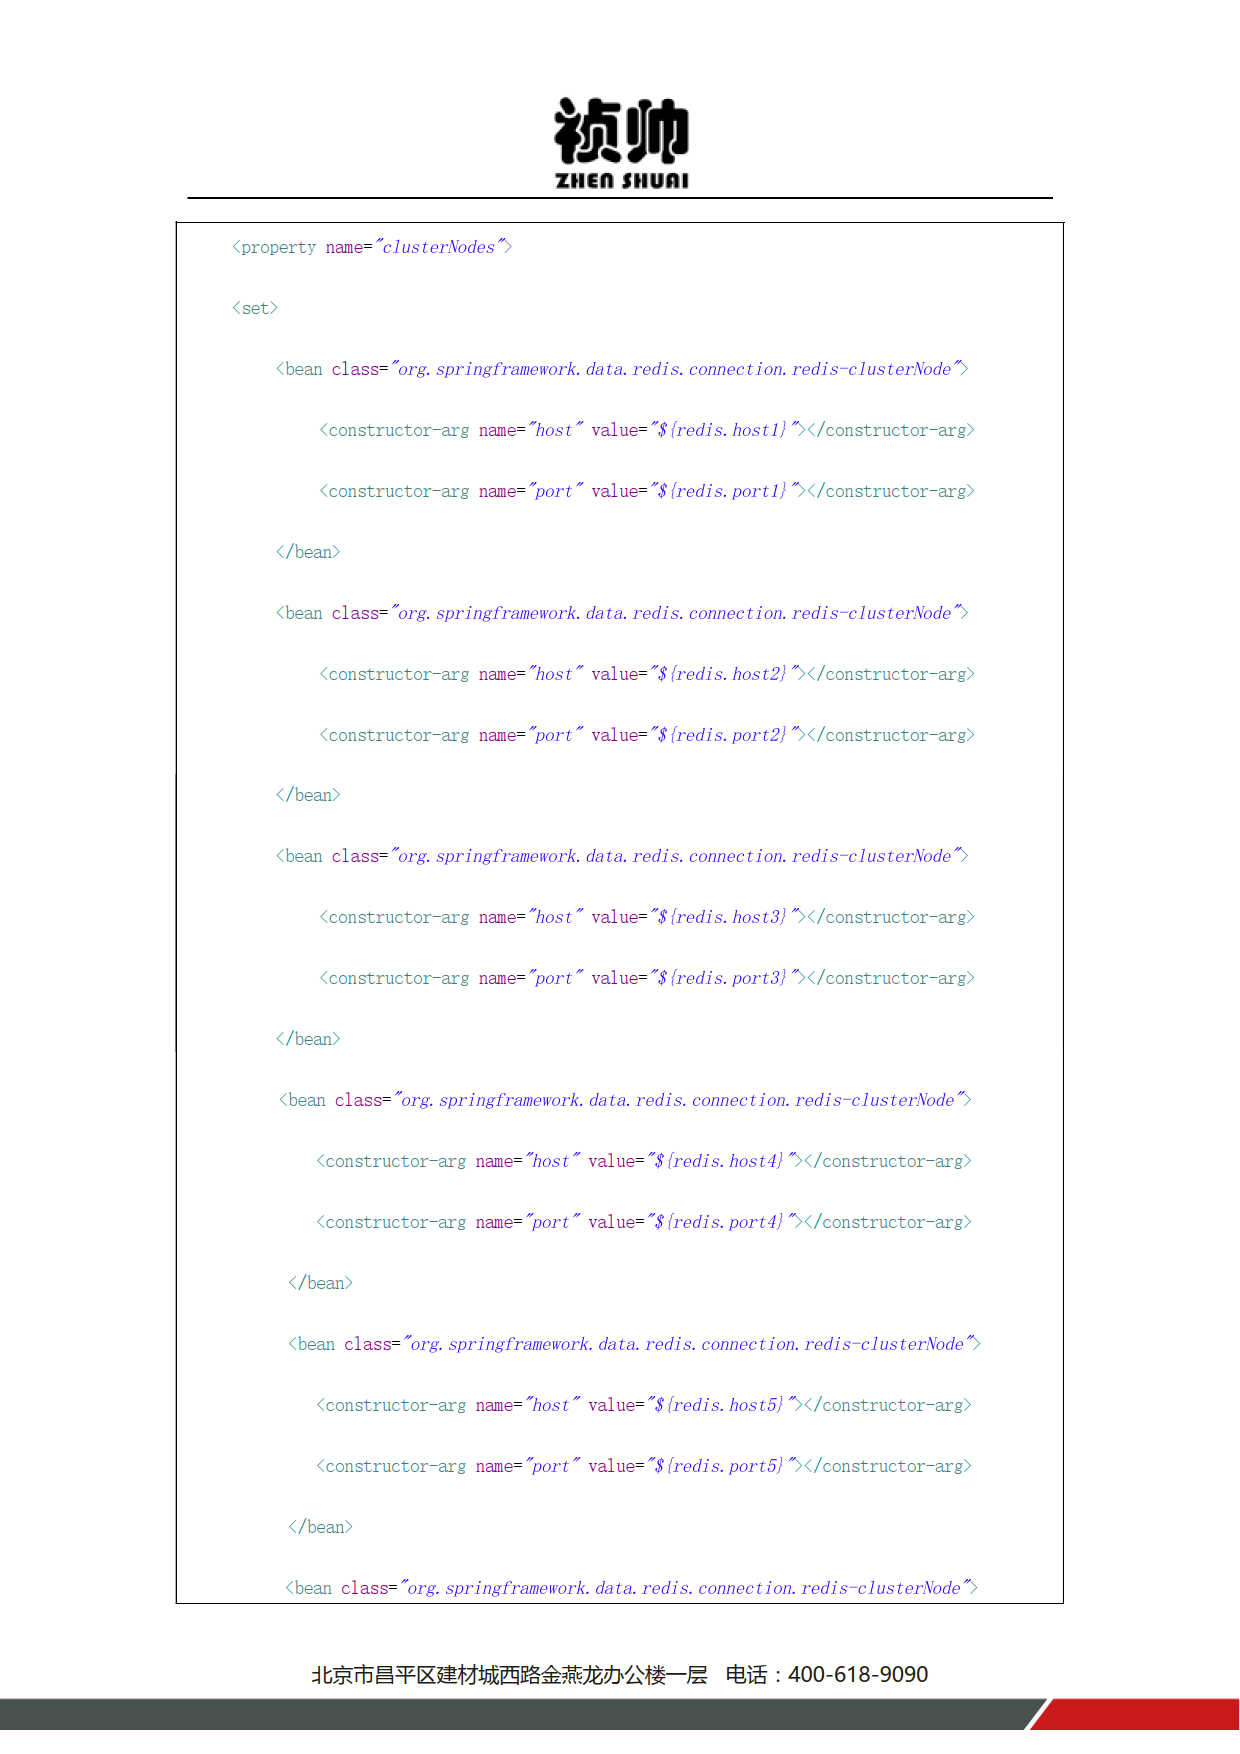 祯帅
ZHEN SHUAI
<property name="clusterNodes">
<set>
<bean class="org.springframework.data.redis.connection.redis-clusterNode">
<constructor-arg name="host" value="${redis.host1}"></constructor-arg>
<constructor-arg name="port" value="${redis.port1}"></constructor-arg>
</bean>
<bean class="org.springframework.data.redis.connection.redis-clusterNode">
<constructor-arg name="host" value="${redis.host2}"></constructor-arg>
<constructor-arg name="port" value="${redis.port2}"></constructor-arg>
</bean>
<bean class="org.springframework.data.redis.connection.redis-clusterNode">
<constructor-arg name="host" value="${redis.host3}"></constructor-arg>
<constructor-arg name="port" value="${redis.port3}"></constructor-arg>
</bean>
<bean class="org.springframework.data.redis.connection.redis-clusterNode">
<constructor-arg name="host" value="${redis.host4}"></constructor-arg>
<constructor-arg name="port" value="${redis.port4}"></constructor-arg>
</bean>
<bean class="org.springframework.data.redis.connection.redis-clusterNode">
<constructor-arg name="host" value="${redis.host5}"></constructor-arg>
<constructor-arg name="port" value="${redis.port5}"></constructor-arg>
</bean>
<bean class="org.springframework.data.redis.connection.redis-clusterNode">
北京市昌平区建材城西路金燕龙办公楼一层 电话：400-618-9090